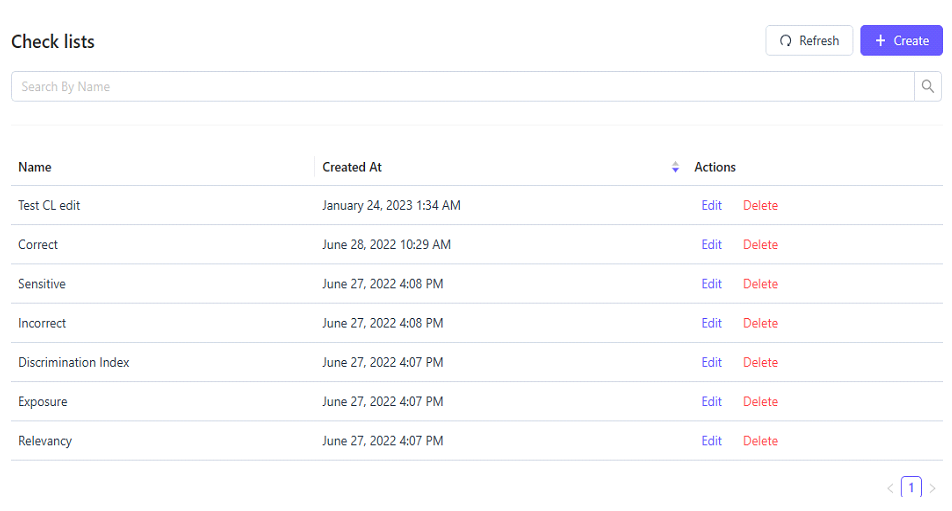 Check lists
Refresh
+ Create
Search By Name
Name Created At Actions
Test CL edit January 24, 2023 1:34 AM Edit Delete
Correct June 28, 2022 10:29 AM Edit Delete
Sensitive June 27, 2022 4:08 PM Edit Delete
Incorrect June 27, 2022 4:08 PM Edit Delete
Discrimination Index June 27, 2022 4:07 PM Edit Delete
Exposure June 27, 2022 4:07 PM Edit Delete
Relevancy June 27, 2022 4:07 PM Edit Delete
< 1 >